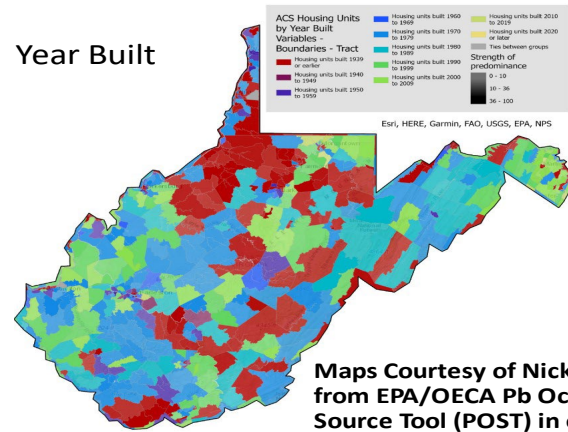 Year Built
ACS Housing Units
by Year Built
Variables -
Boundaries - Tract
Housing units built 1939
or earlier
Housing units built 1940
to 1949
Housing units built 1950
to 1959
Housing units built 1960
to 1969
Housing units built 1970
to 1979
Housing units built 1980
to 1989
Housing units built 1990
to 1999
Housing units built 2000
to 2009
Housing units built 2010
to 2019
Housing units built 2020
or later
Ties between groups
Strength of
predominance
0 - 10
10 - 36
36 - 100
Esri, HERE, Garmin, FAO, USGS, EPA, NPS
Maps Courtesy of Nick
from EPA/OECA Pb Oc
Source Tool (POST) in